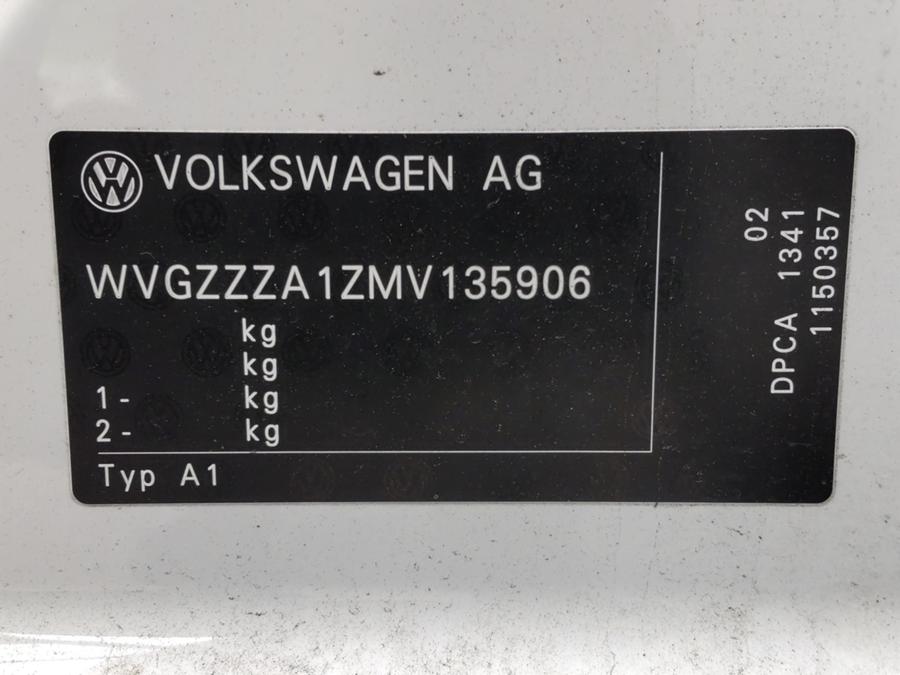 VOLKSWAGEN AG
WVGZZZA1ZMV135906
kg
kg
1- kg
2- kg
Typ A1
02
DPCA 1341
1150357